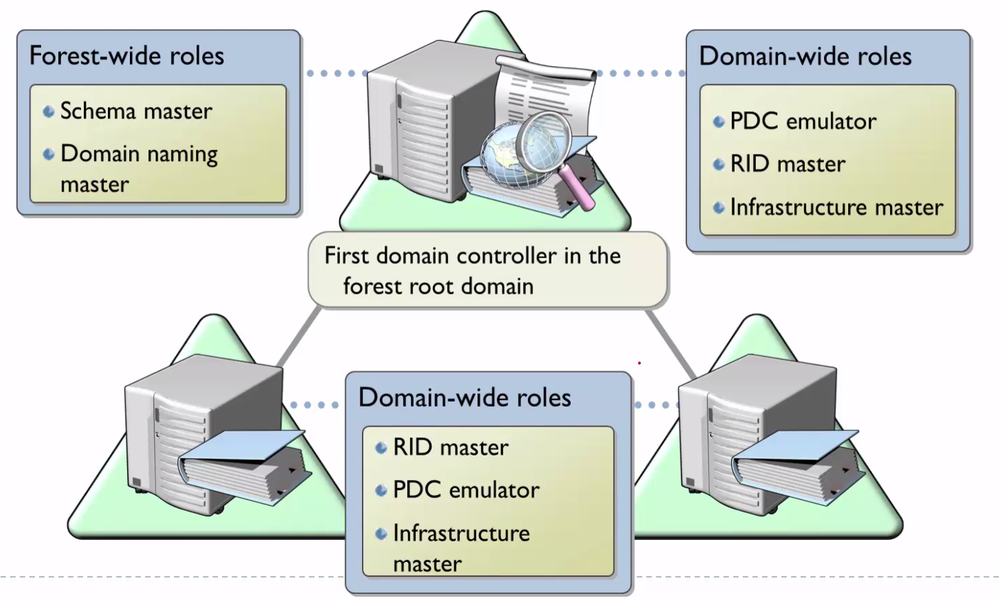 Forest-wide roles
Schema master
Domain naming
master
Domain-wide roles
PDC emulator
RID master
Infrastructure master
First domain controller in the
forest root domain
Domain-wide roles
RID master
PDC emulator
Infrastructure
master